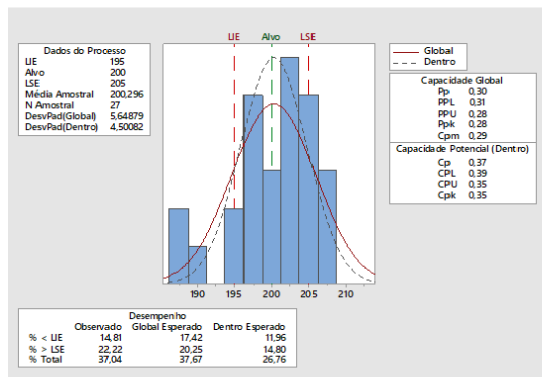 Dados do Processo
LIE 195
Alvo 200
LSE 205
Média Amostral 200,296
N Amostral 27
DesvPad(Global) 5,64879
DesvPad(Dentro) 4,50082
LIE Alvo LSE
190 195 200 205 210
Global
Dentro
Capacidade Global
Pp 0,30
PPL 0,31
PPU 0,28
Ppk 0,28
Cpm 0,29
Capacidade Potencial (Dentro)
Cp 0,37
CPL 0,39
CPU 0,35
Cpk 0,35
Desempenho
Observado Global Esperado Dentro Esperado
% < LIE 14,81 17,42 11,96
% > LSE 22,22 20,25 14,80
% Total 37,04 37,67 26,76